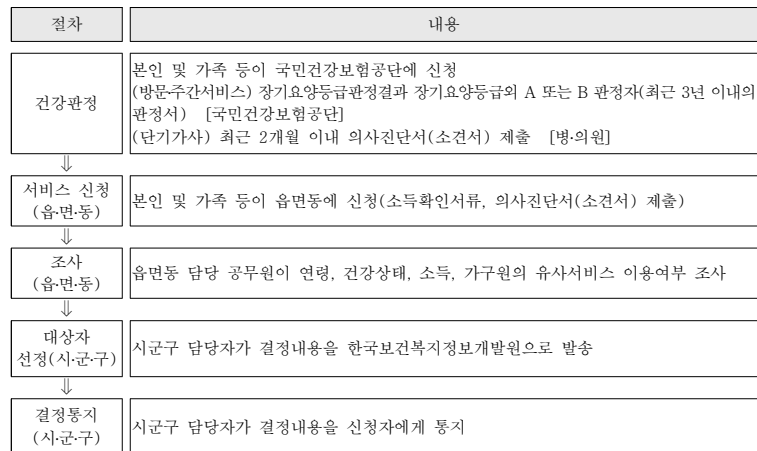 절차
내용
건강판정
본인 및 가족 등이 국민건강보험공단에 신청
(방문·주간서비스) 장기요양등급판정결과 장기요양등급외 A 또는 B 판정자(최근 3년 이내의
판정서) [국민건강보험공단]
(단기가사) 최근 2개월 이내 의사진단서(소견서) 제출 [병·의원]
⇓
서비스 신청
(읍·면·동)
본인 및 가족 등이 읍면동에 신청(소득확인서류, 의사진단서(소견서) 제출)
⇓
조사
(읍·면·동)
읍면동 담당 공무원이 연령, 건강상태, 소득, 가구원의 유사서비스 이용여부 조사
⇓
대상자
선정(시·군·구)
시군구 담당자가 결정내용을 한국보건복지정보개발원으로 발송
⇓
결정통지
(시·군·구)
시군구 담당자가 결정내용을 신청자에게 통지